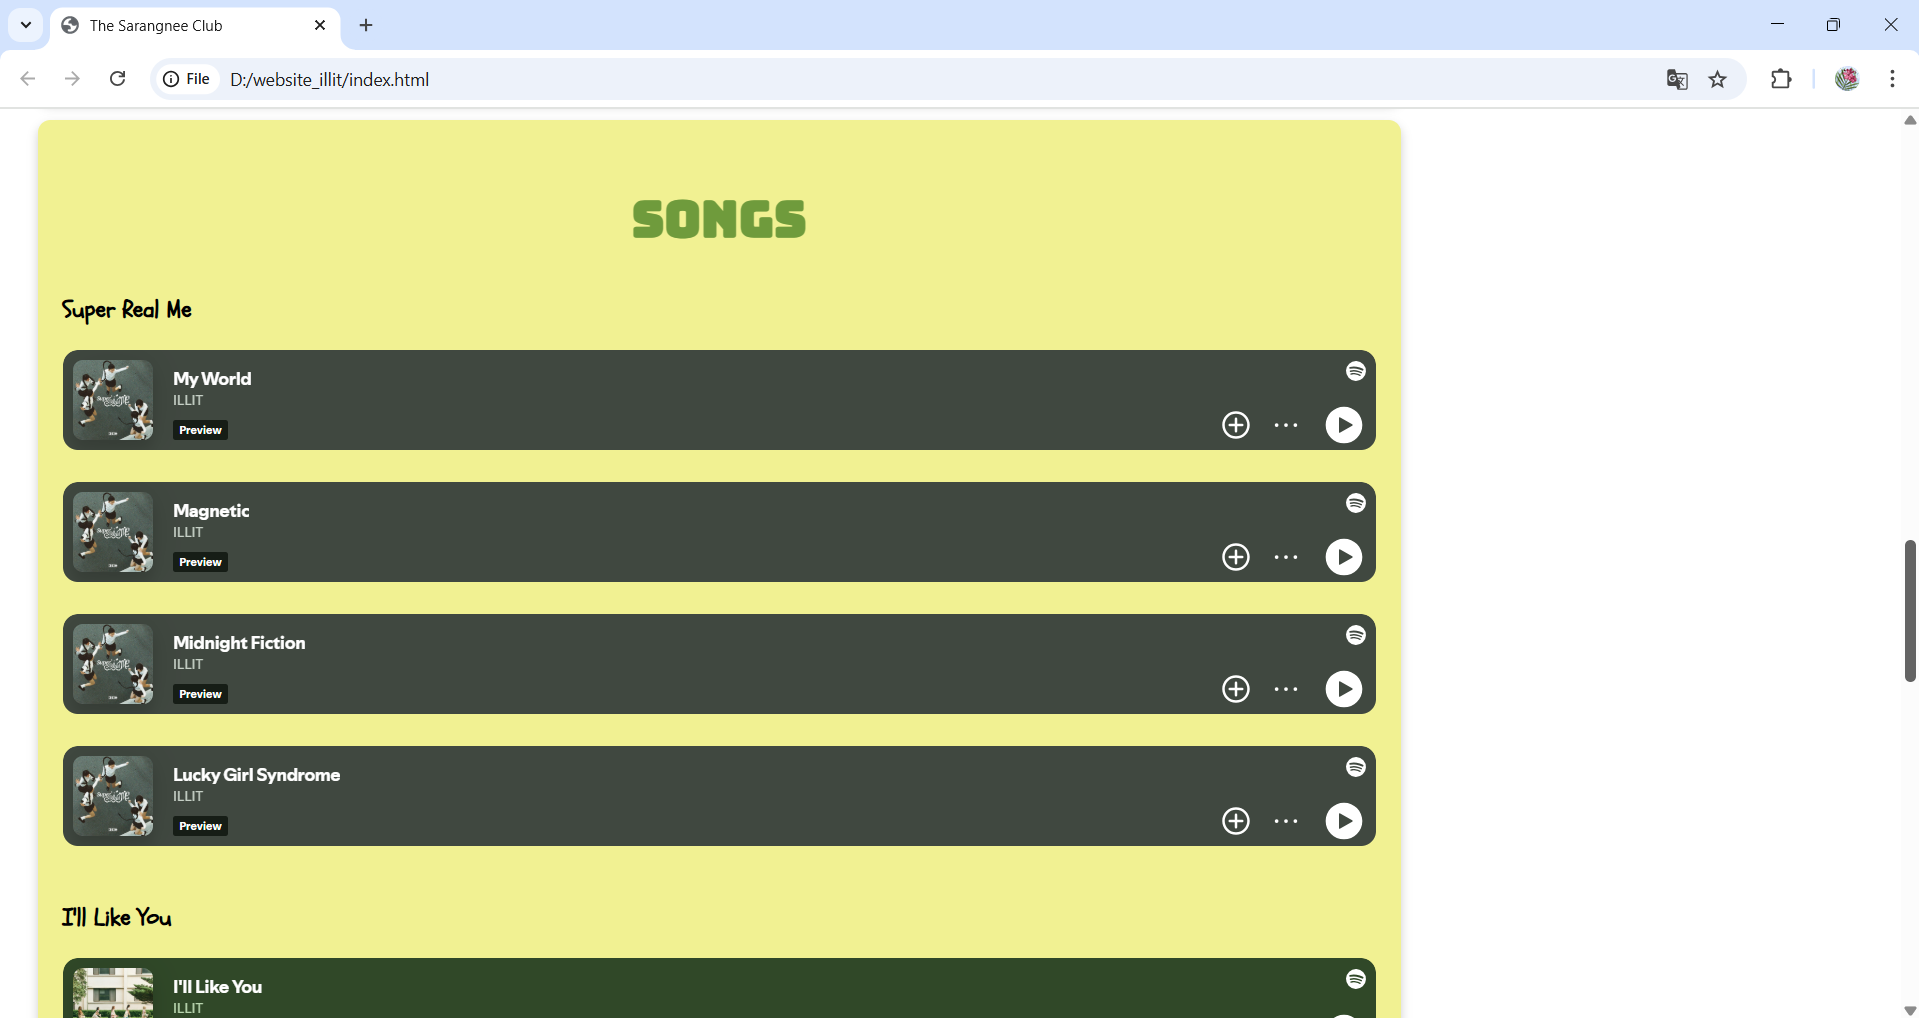 The Sarangnee Club
File
D:/website_illit/index.html
SONGS
Super Real Me
My World
ILLIT
Preview
Magnetic
ILLIT
Preview
Midnight Fiction
ILLIT
Preview
Lucky Girl Syndrome
ILLIT
Preview
I'll Like You
I'll Like You
ILLIT